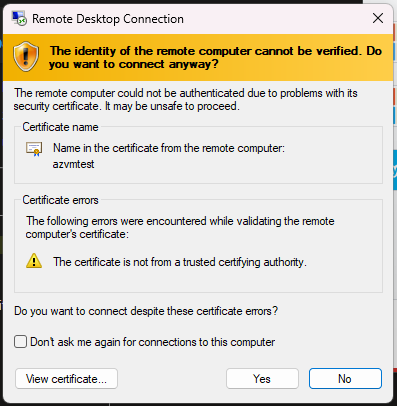 Remote Desktop Connection
The identity of the remote computer cannot be verified. Do
you want to connect anyway?
The remote computer could not be authenticated due to problems with its
security certificate. It may be unsafe to proceed.
Certificate name
Name in the certificate from the remote computer:
azvmtest
Certificate errors
The following errors were encountered while validating the remote
computer's certificate:
The certificate is not from a trusted certifying authority.
Do you want to connect despite these certificate errors?
Don't ask me again for connections to this computer
View certificate...
Yes
No